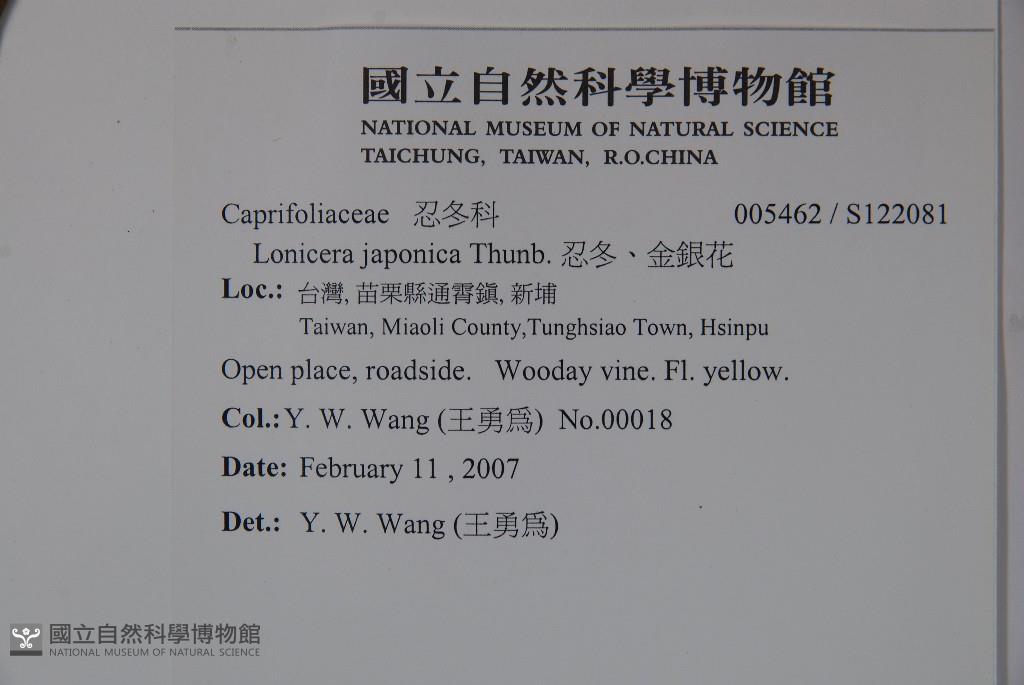 國立自然科學博物館
NATIONAL MUSEUM OF NATURAL SCIENCE
TAICHUNG, TAIWAN, R.O.CHINA
Caprifoliaceae 忍冬科 005462 / S122081
Lonicera japonica Thunb. 忍冬、金銀花
Loc.: 台灣, 苗栗縣通霄鎮, 新埔
Taiwan, Miaoli County,Tunghsiao Town, Hsinpu
Open place, roadside. Wooday vine. Fl. yellow.
Col.: Y. W. Wang (王勇為) No.00018
Date: February 11 , 2007
Det.: Y. W. Wang (王勇為)
國立自然科學博物館
NATIONAL MUSEUM OF NATURAL SCIENCE